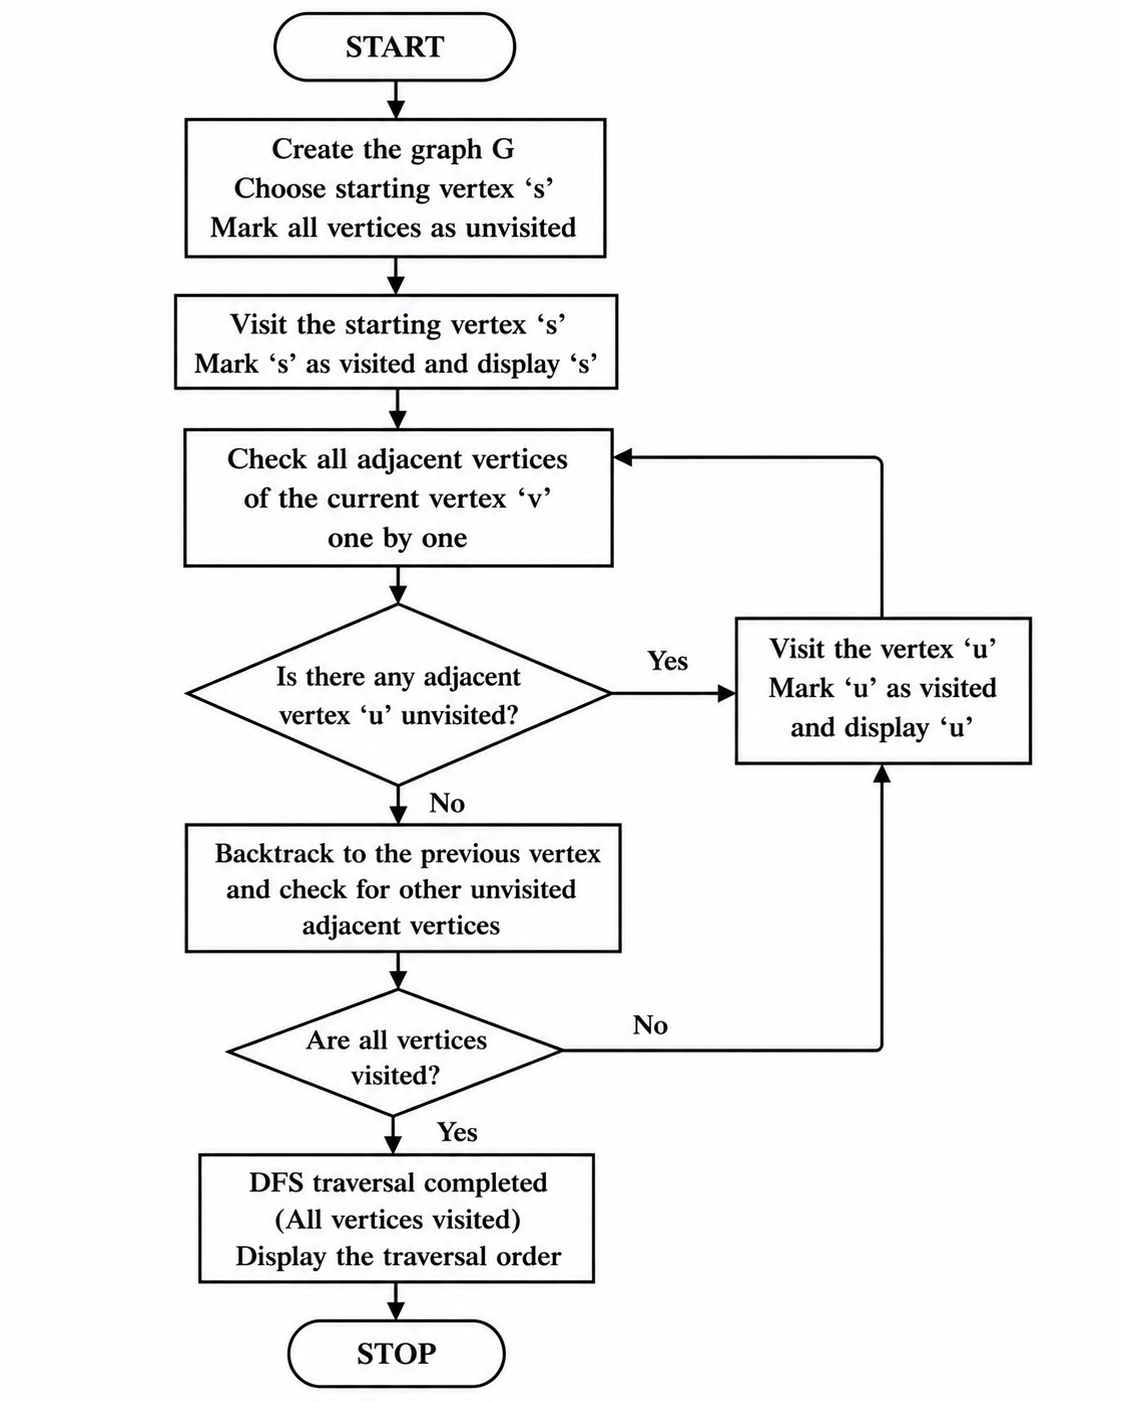 START
Create the graph G
Choose starting vertex ‘s’
Mark all vertices as unvisited
Visit the starting vertex ‘s’
Mark ‘s’ as visited and display ‘s’
Check all adjacent vertices
of the current vertex ‘v’
one by one
Is there any adjacent
vertex ‘u’ unvisited?
Yes
Visit the vertex ‘u’
Mark ‘u’ as visited
and display ‘u’
No
Backtrack to the previous vertex
and check for other unvisited
adjacent vertices
Are all vertices
visited?
No
Yes
DFS traversal completed
(All vertices visited)
Display the traversal order
STOP